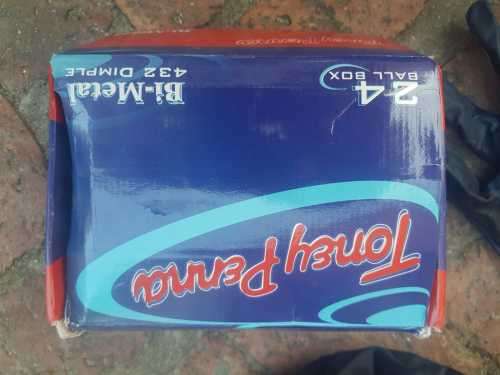 Toney Penna
24
BALL BOX
Bi-Metal
432 DIMPLE